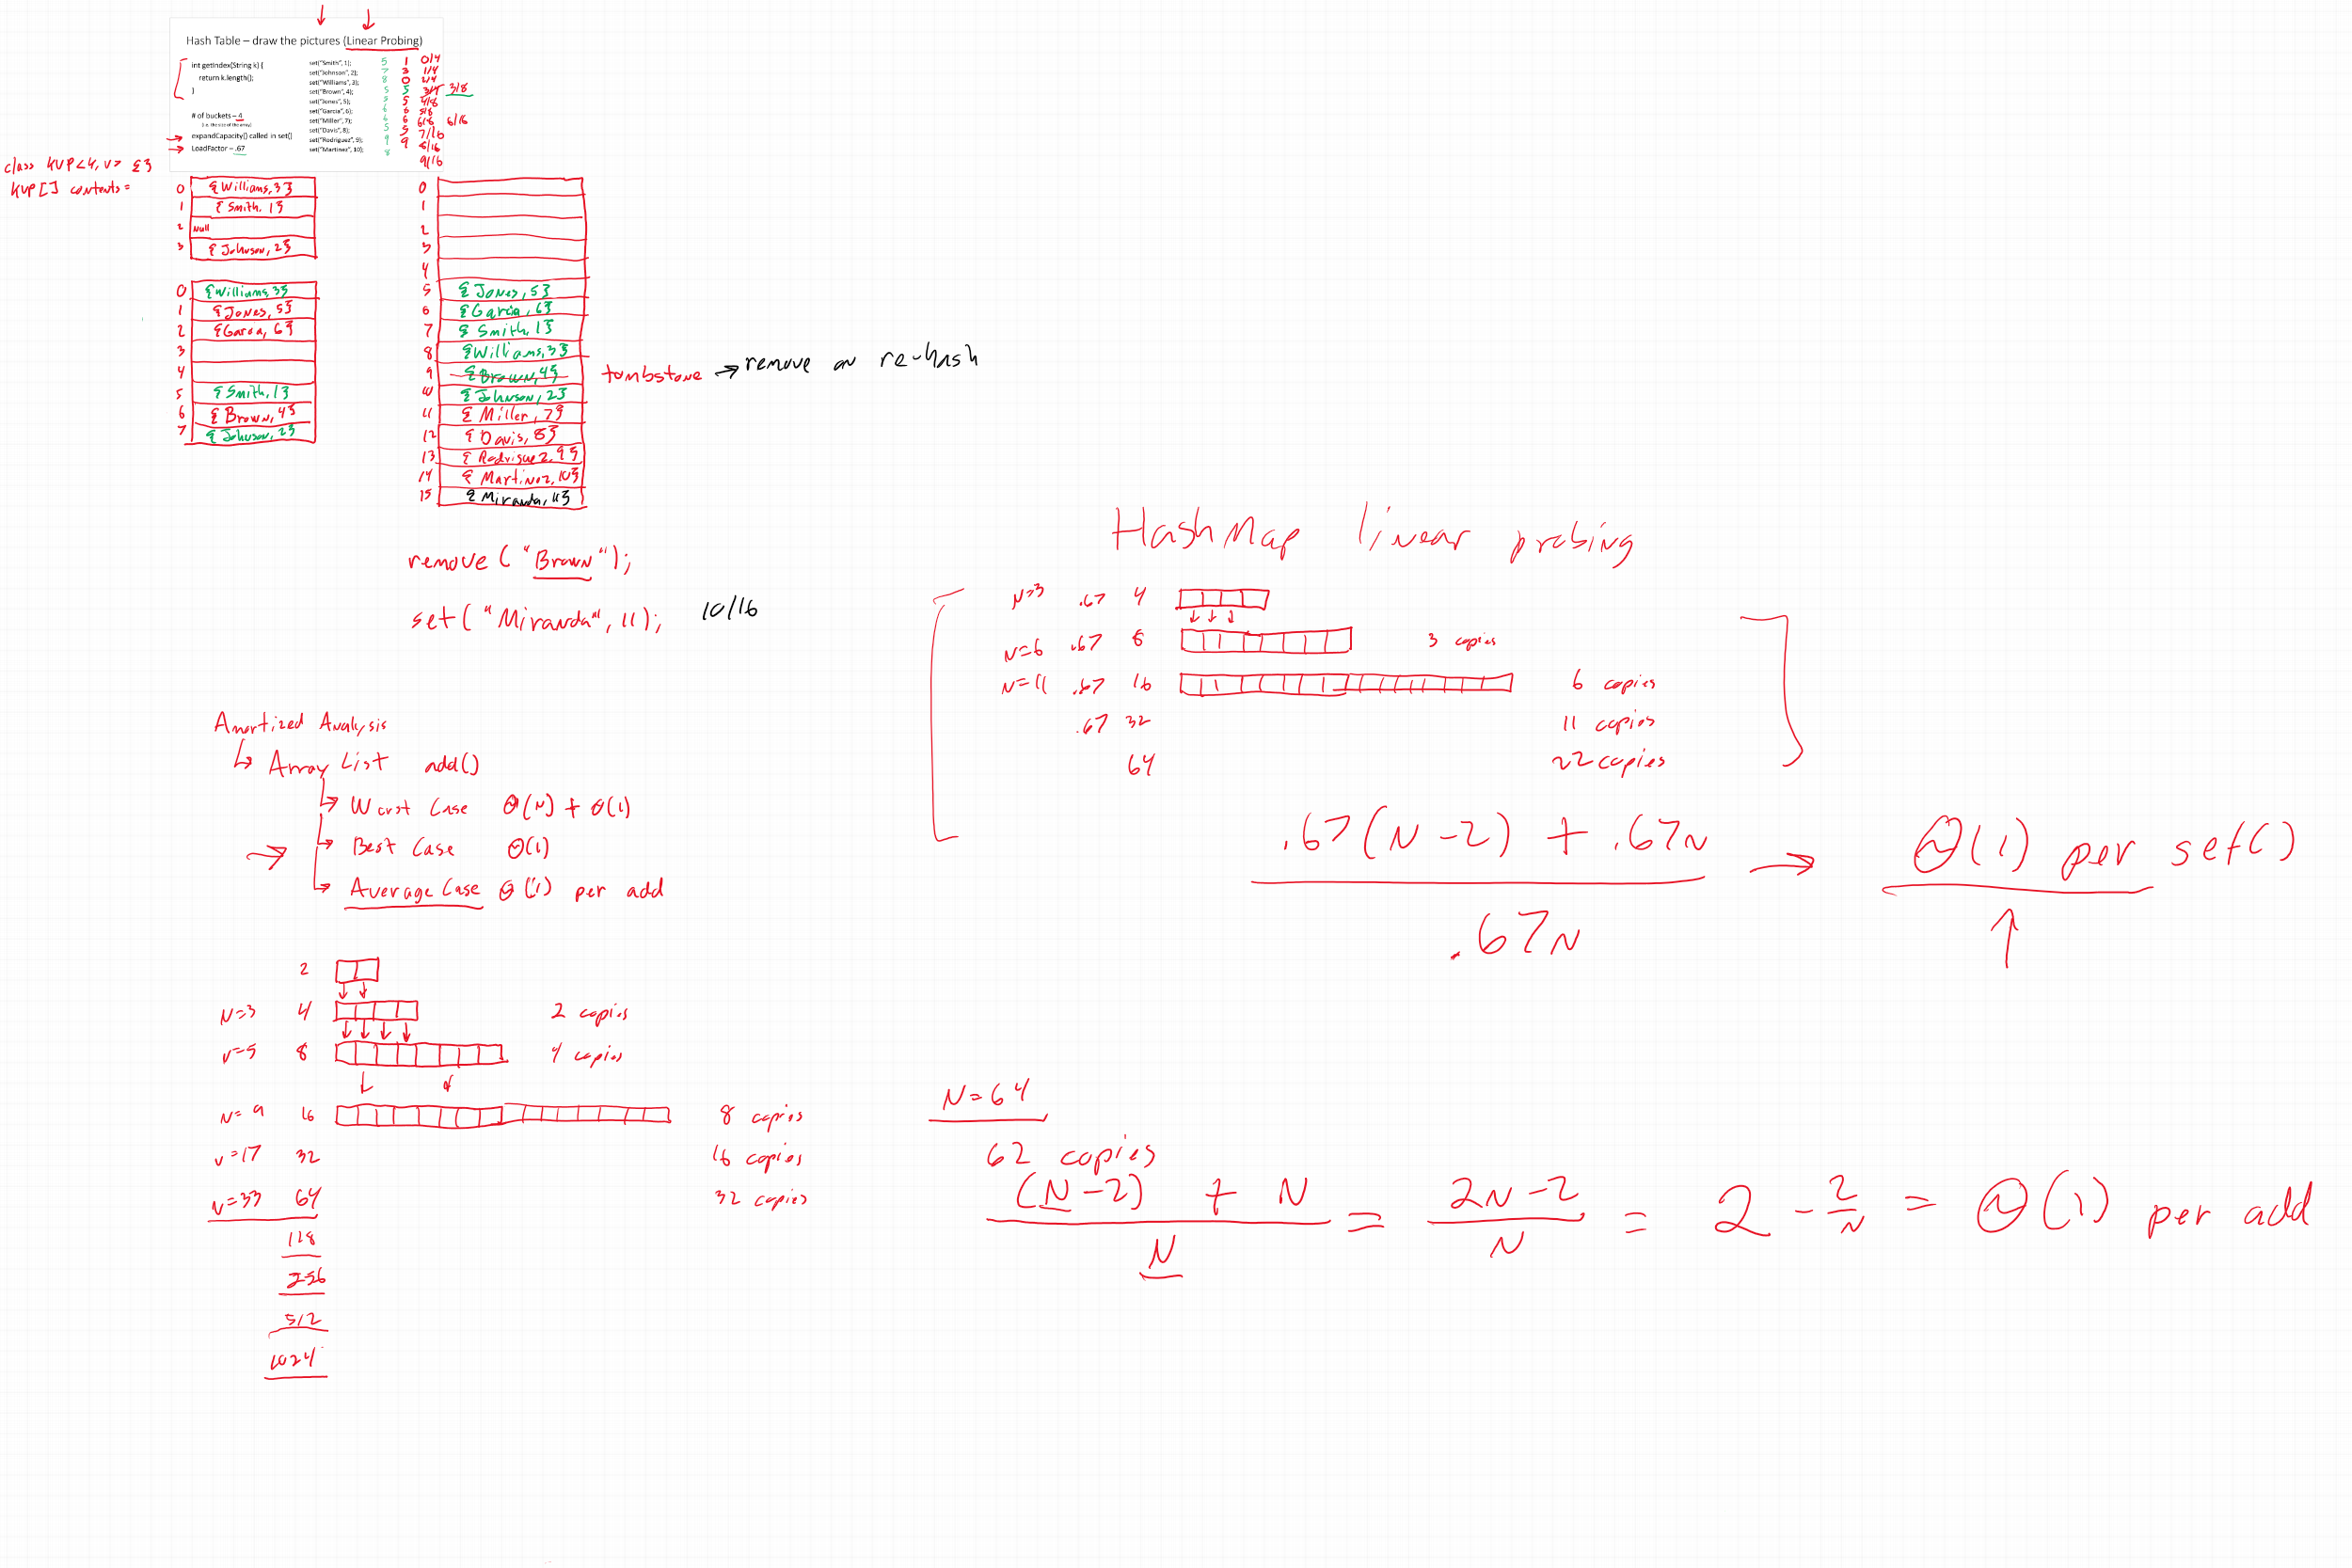 Hash Table – draw the pictures (Linear Probing)
int getIndex(String k) {
return k.length();
}
# of buckets – 4
(i.e. the size of the array)
expandCapacity() called in set()
LoadFactor – .67
set("Smith", 1); 5 1 0/4
set("Johnson", 2); 7 3 1/4
set("Williams", 3); 8 0 2/4
set("Brown", 4); 5 5 3/4 3/8
set("Jones", 5); 5 5 4/8
set("Garcia", 6); 6 6 5/8
set("Miller", 7); 6 6 6/8 6/16
set("Davis", 8); 5 5 7/16
set("Rodriguez", 9); 9 9 8/16
set("Martinez", 10); 8 9/16
class KVP<K,V> {}
KVP[] contents =
0 {Williams, 3}
1 {Smith, 1}
2 Null
3 {Johnson, 2}
0 {Williams, 3}
1 {Jones, 5}
2 {Garcia, 6}
3
4
5 {Smith, 1}
6 {Brown, 4}
7 {Johnson, 2}
0
1
2
3
4
5 {Jones, 5}
6 {Garcia, 6}
7 {Smith, 1}
8 {Williams, 3}
9 {Brown, 4} tombstone → remove on re-hash
10 {Johnson, 2}
11 {Miller, 7}
12 {Davis, 8}
13 {Rodriguez, 9}
14 {Martinez, 10}
15 {Miranda, 11}
remove("Brown");
set("Miranda", 11); 10/16
Amortized Analysis
↳ Array List add()
↳ Worst Case Θ(N) + Θ(1)
→ ↳ Best Case Θ(1)
↳ Average Case Θ(1) per add
2
N=3 4 2 copies
N=5 8 4 copies
N=9 16 8 copies
N=17 32 16 copies
N=33 64 32 copies
128
256
512
1024
HashMap linear probing
N=3 .67 4
N=6 .67 8 3 copies
N=11 .67 16 6 copies
.67 32 11 copies
64 22 copies
.67(N-2) + .67N → Θ(1) per set()
.67N
N=64
62 copies
(N-2) + N = 2N-2 = 2 - 2/N = Θ(1) per add
N N